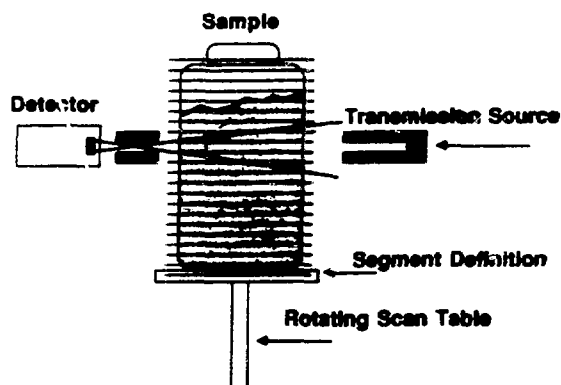 Sample
Detector
Transmission Source
Segment Definition
Rotating Scan Table